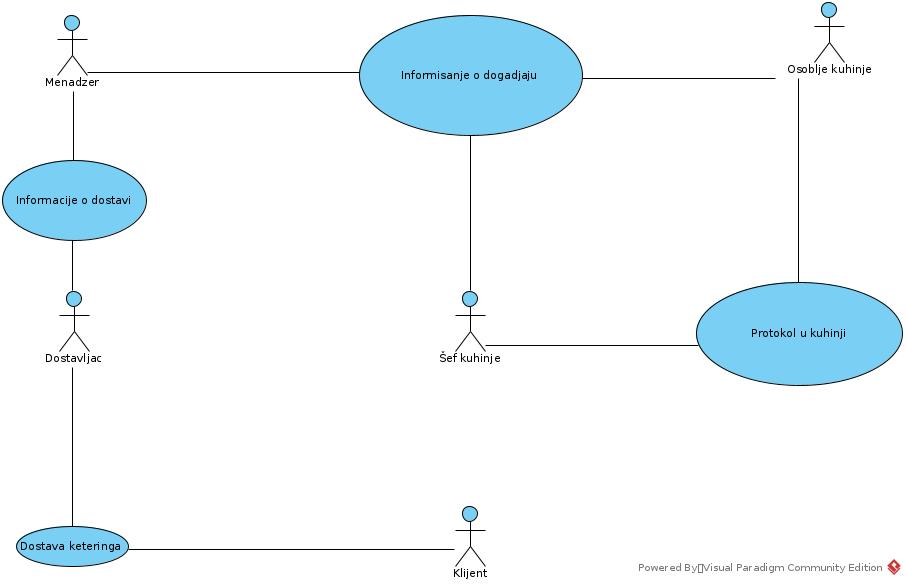 Menadzer
Informisanje o dogadjaju
Osoblje kuhinje
Informacije o dostavi
Dostavljac
Šef kuhinje
Protokol u kuhinji
Dostava keteringa
Klijent
Powered By Visual Paradigm Community Edition